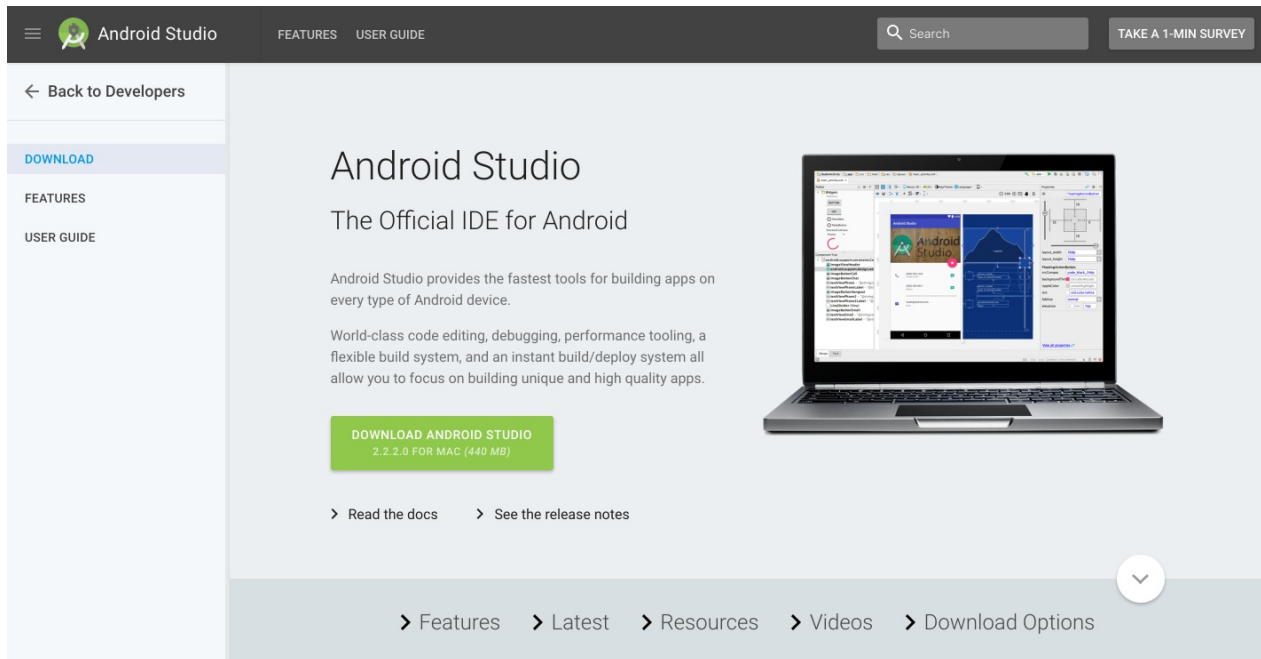 Android Studio
FEATURES
USER GUIDE
Search
TAKE A 1-MIN SURVEY
Back to Developers
DOWNLOAD
FEATURES
USER GUIDE
Android Studio
The Official IDE for Android
Android Studio provides the fastest tools for building apps on
every type of Android device.
World-class code editing, debugging, performance tooling, a
flexible build system, and an instant build/deploy system all
allow you to focus on building unique and high quality apps.
DOWNLOAD ANDROID STUDIO
2.2.2.0 FOR MAC (440 MB)
Read the docs
See the release notes
Android Studio
Android
Studio
Features
Latest
Resources
Videos
Download Options